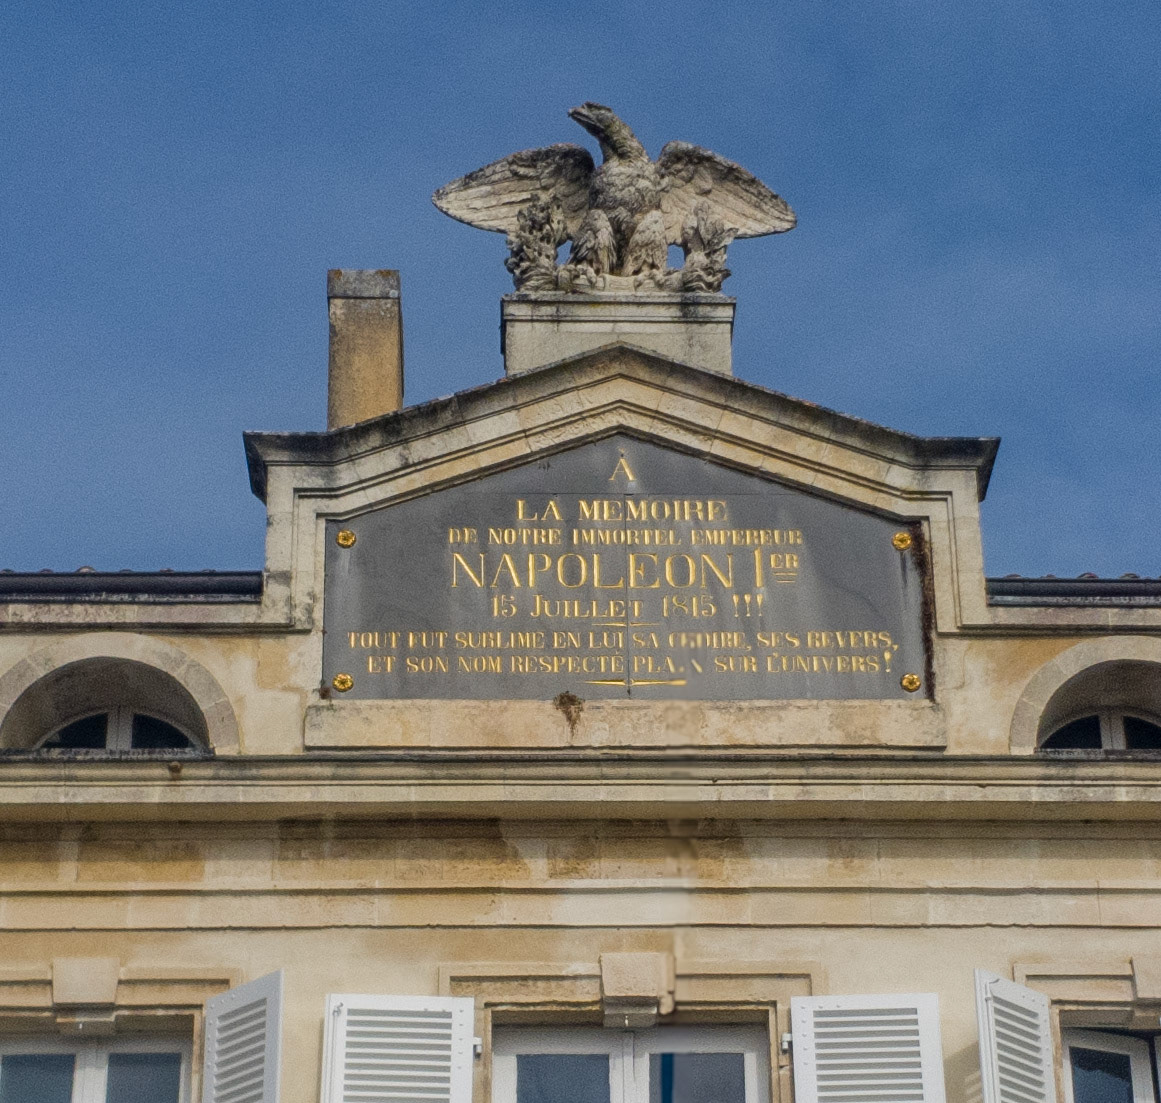 A
LA MEMOIRE
DE NOTRE IMMORTEL EMPEREUR
NAPOLEON 1ER
15 JUILLET 1815 !!!
TOUT FUT SUBLIME EN LUI SA GLOIRE, SES REVERS,
ET SON NOM RESPECTÉ SUR L'UNIVERS!